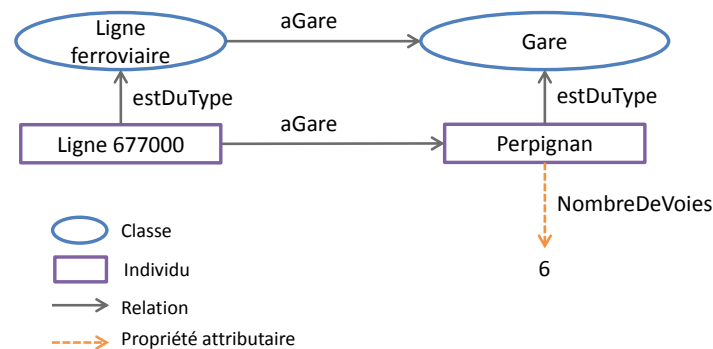 Ligne
ferroviaire
aGare
Gare
estDuType
estDuType
Ligne 677000
aGare
Perpignan
NombreDeVoies
6
Classe
Individu
Relation
Propriété attributaire